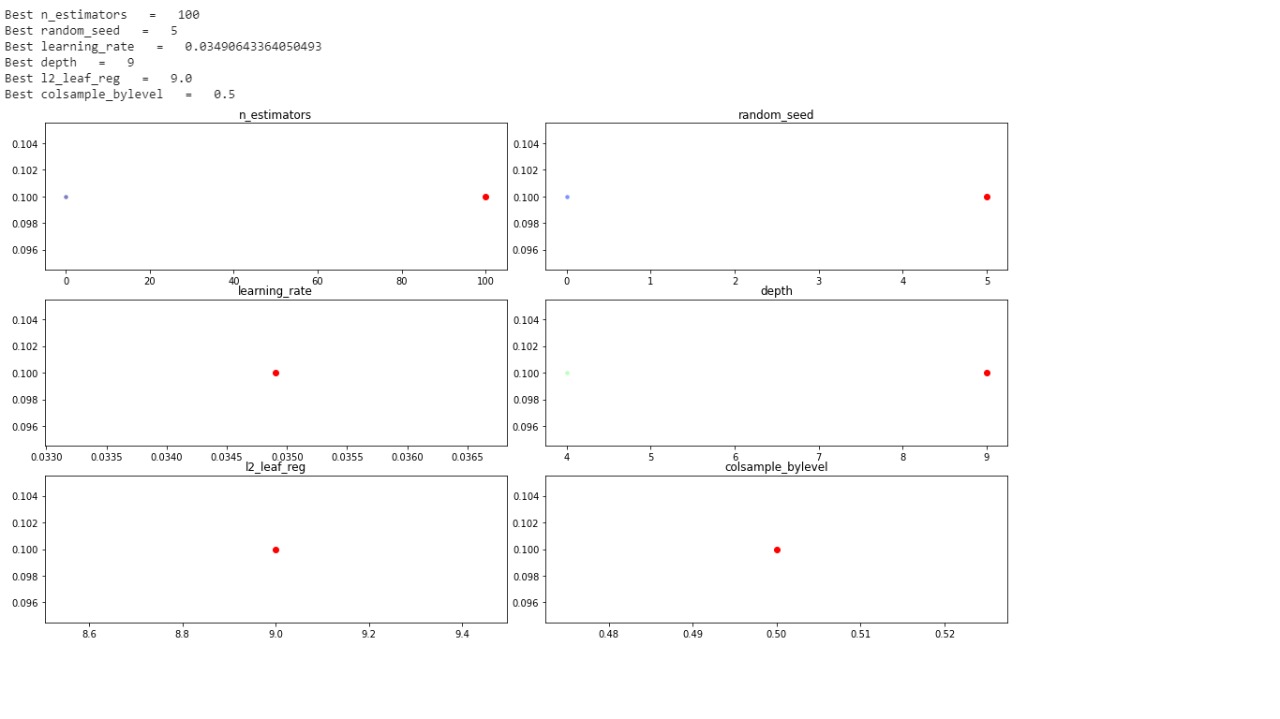 Best n_estimators = 100
Best random_seed = 5
Best learning_rate = 0.03490643364050493
Best depth = 9
Best l2_leaf_reg = 9.0
Best colsample_bylevel = 0.5
n_estimators
0.104
0.102
0.100
0.098
0.096
0 20 40 60 80 100
random_seed
0.104
0.102
0.100
0.098
0.096
0 1 2 3 4 5
learning_rate
0.104
0.102
0.100
0.098
0.096
0.0330 0.0335 0.0340 0.0345 0.0350 0.0355 0.0360 0.0365
depth
0.104
0.102
0.100
0.098
0.096
4 5 6 7 8 9
l2_leaf_reg
0.104
0.102
0.100
0.098
0.096
8.6 8.8 9.0 9.2 9.4
colsample_bylevel
0.104
0.102
0.100
0.098
0.096
0.48 0.49 0.50 0.51 0.52